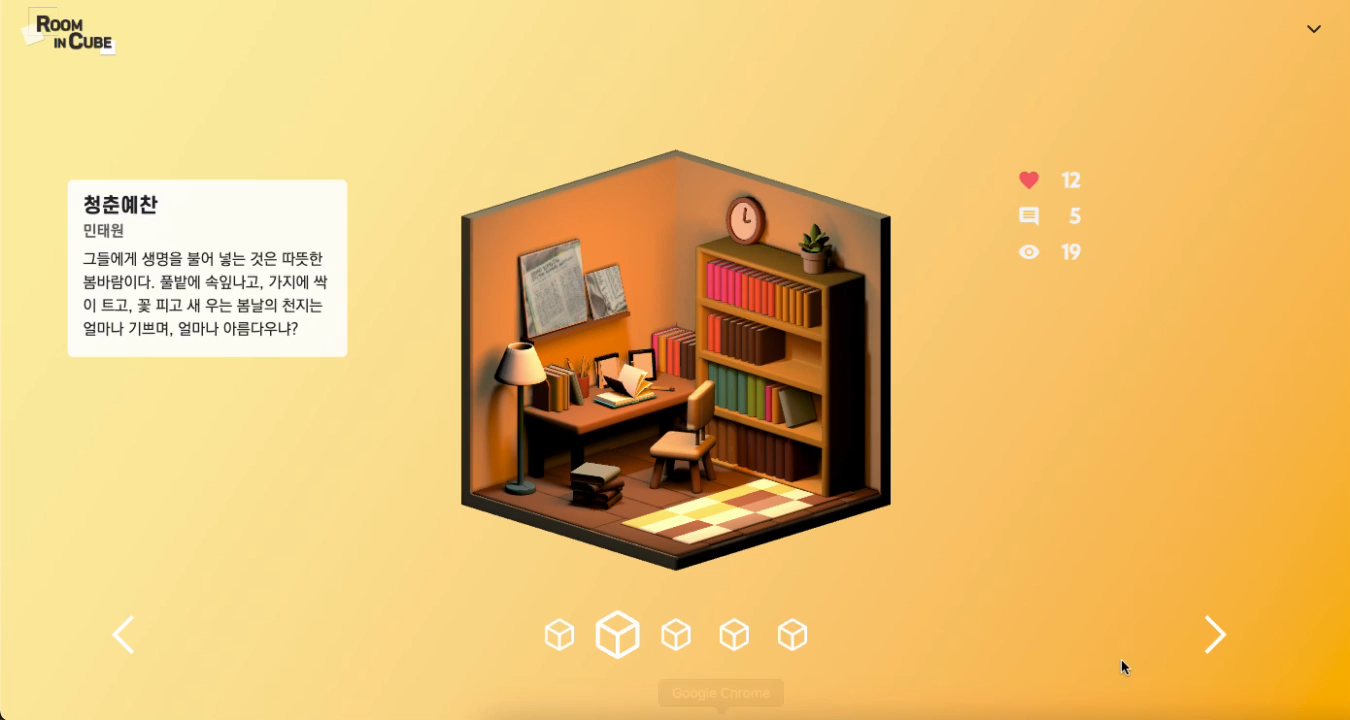 ROOM
IN CUBE
청춘예찬
민태원
그들에게 생명을 불어 넣는 것은 따뜻한
봄바람이다. 풀밭에 속잎나고, 가지에 싹
이 트고, 꽃 피고 새 우는 봄날의 천지는
얼마나 기쁘며, 얼마나 아름다우냐?
12
5
19
Google Chrome